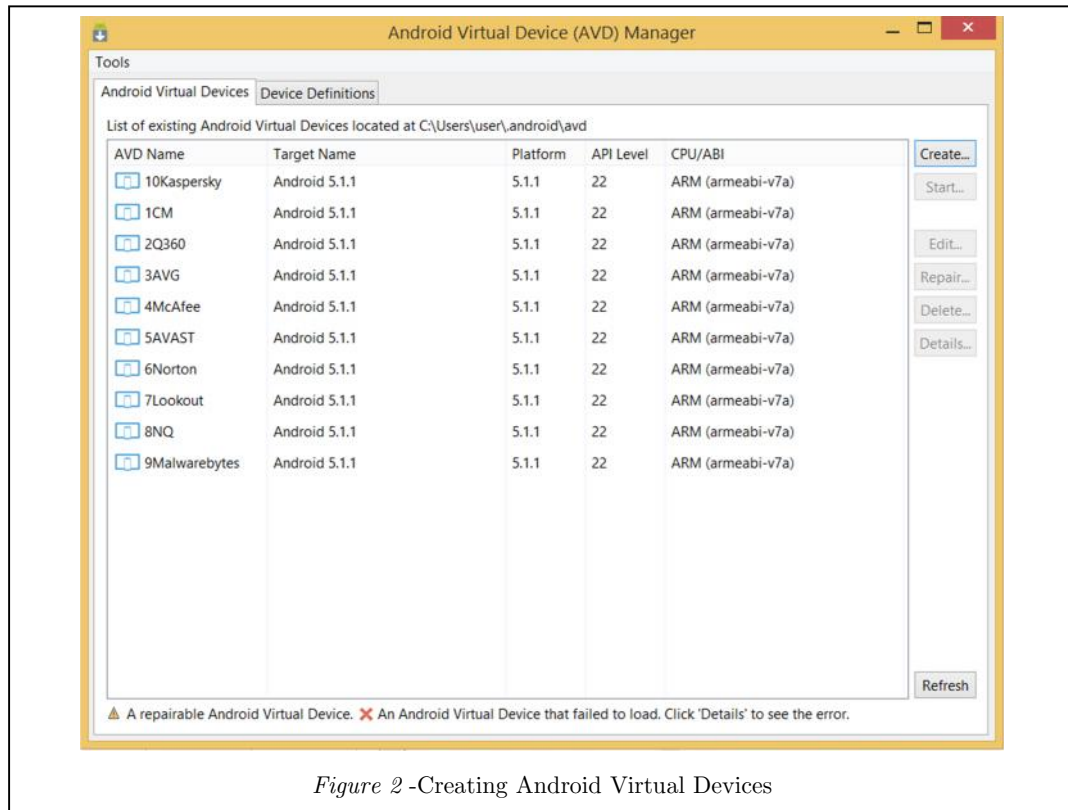 Android Virtual Device (AVD) Manager
Tools
Android Virtual Devices Device Definitions
List of existing Android Virtual Devices located at C:\Users\user\.android\avd
AVD Name Target Name Platform API Level CPU/ABI Create...
10Kaspersky Android 5.1.1 5.1.1 22 ARM (armeabi-v7a) Start...
1CM Android 5.1.1 5.1.1 22 ARM (armeabi-v7a)
2Q360 Android 5.1.1 5.1.1 22 ARM (armeabi-v7a) Edit...
3AVG Android 5.1.1 5.1.1 22 ARM (armeabi-v7a) Repair...
4McAfee Android 5.1.1 5.1.1 22 ARM (armeabi-v7a) Delete...
5AVAST Android 5.1.1 5.1.1 22 ARM (armeabi-v7a) Details...
6Norton Android 5.1.1 5.1.1 22 ARM (armeabi-v7a)
7Lookout Android 5.1.1 5.1.1 22 ARM (armeabi-v7a)
8NQ Android 5.1.1 5.1.1 22 ARM (armeabi-v7a)
9Malwarebytes Android 5.1.1 5.1.1 22 ARM (armeabi-v7a)
Refresh
A repairable Android Virtual Device. An Android Virtual Device that failed to load. Click 'Details' to see the error.
Figure 2 -Creating Android Virtual Devices